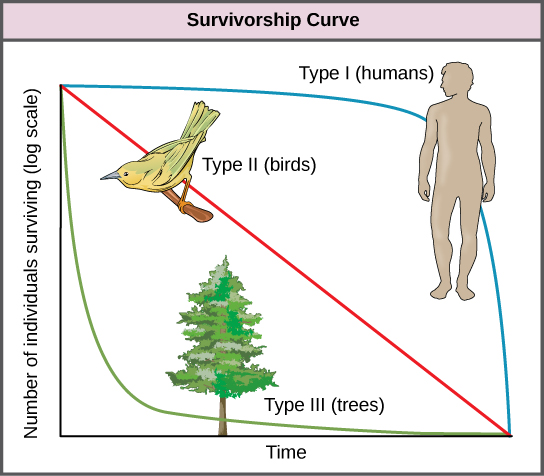 Survivorship Curve
Type I (humans)
Type II (birds)
Number of individuals surviving (log scale)
Type III (trees)
Time